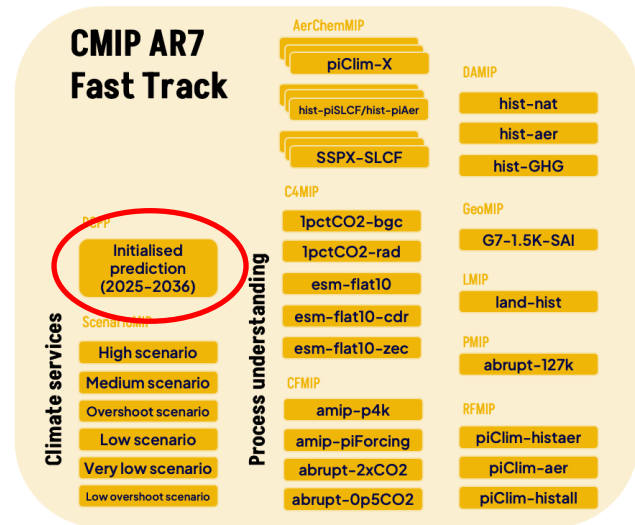 CMIP AR7
Fast Track
DCPP
Initialised
prediction
(2025-2036)
Climate services
ScenarioMIP
High scenario
Medium scenario
Overshoot scenario
Low scenario
Very low scenario
Low overshoot scenario
Process understanding
AerChemMIP
piClim-X
hist-piSLCF/hist-piAer
SSPX-SLCF
C4MIP
1pctCO2-bgc
1pctCO2-rad
esm-flat10
esm-flat10-cdr
esm-flat10-zec
CFMIP
amip-p4k
amip-piForcing
abrupt-2xCO2
abrupt-0p5CO2
DAMIP
hist-nat
hist-aer
hist-GHG
GeoMIP
G7-1.5K-SAI
LMIP
land-hist
PMIP
abrupt-127k
RFMIP
piClim-histaer
piClim-aer
piClim-histall